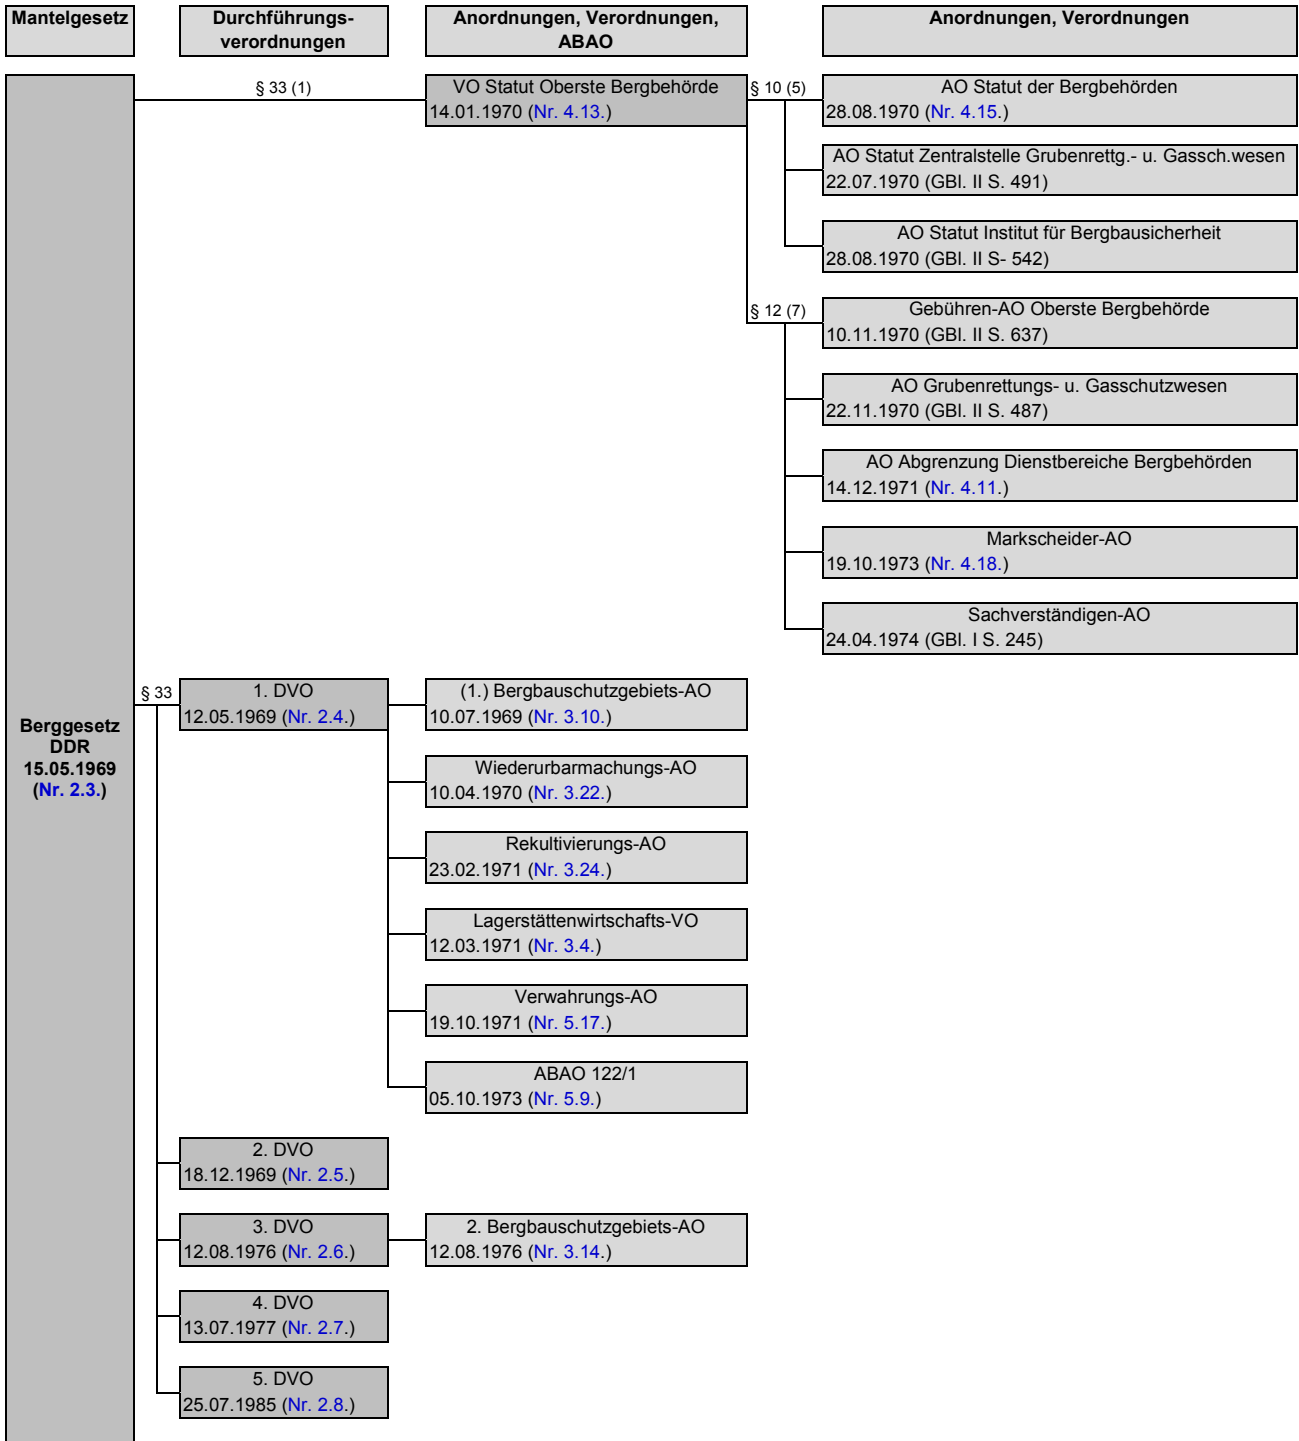 Mantelgesetz
Durchführungs-
verordnungen
Anordnungen, Verordnungen,
ABAO
Anordnungen, Verordnungen
§ 33 (1)
VO Statut Oberste Bergbehörde
14.01.1970 (Nr. 4.13.)
§ 10 (5)
AO Statut der Bergbehörden
28.08.1970 (Nr. 4.15.)
AO Statut Zentralstelle Grubenrettg.- u. Gassch.wesen
22.07.1970 (GBl. II S. 491)
AO Statut Institut für Bergbausicherheit
28.08.1970 (GBl. II S- 542)
§ 12 (7)
Gebühren-AO Oberste Bergbehörde
10.11.1970 (GBl. II S. 637)
AO Grubenrettungs- u. Gasschutzwesen
22.11.1970 (GBl. II S. 487)
AO Abgrenzung Dienstbereiche Bergbehörden
14.12.1971 (Nr. 4.11.)
Markscheider-AO
19.10.1973 (Nr. 4.18.)
Sachverständigen-AO
24.04.1974 (GBl. I S. 245)
Berggesetz
DDR
15.05.1969
(Nr. 2.3.)
§ 33
1. DVO
12.05.1969 (Nr. 2.4.)
(1.) Bergbauschutzgebiets-AO
10.07.1969 (Nr. 3.10.)
Wiederurbarmachungs-AO
10.04.1970 (Nr. 3.22.)
Rekultivierungs-AO
23.02.1971 (Nr. 3.24.)
Lagerstättenwirtschafts-VO
12.03.1971 (Nr. 3.4.)
Verwahrungs-AO
19.10.1971 (Nr. 5.17.)
ABAO 122/1
05.10.1973 (Nr. 5.9.)
2. DVO
18.12.1969 (Nr. 2.5.)
3. DVO
12.08.1976 (Nr. 2.6.)
2. Bergbauschutzgebiets-AO
12.08.1976 (Nr. 3.14.)
4. DVO
13.07.1977 (Nr. 2.7.)
5. DVO
25.07.1985 (Nr. 2.8.)